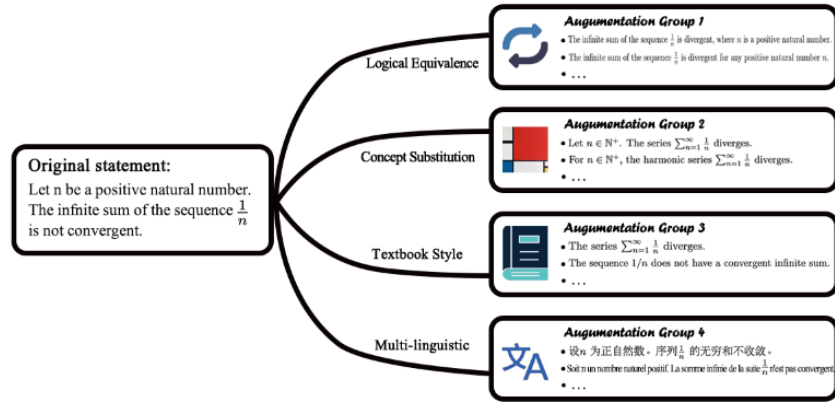 Original statement:
Let n be a positive natural number.
The infnite sum of the sequence 1/n
is not convergent.
Logical Equivalence
Augumentation Group 1
• The infinite sum of the sequence 1/n is divergent, where n is a positive natural number.
• The infinite sum of the sequence 1/n is divergent for any positive natural number n.
• ...
Concept Substitution
Augumentation Group 2
• Let n ∈ ℕ⁺. The series ∑_{n=1}^{∞} 1/n diverges.
• For n ∈ ℕ⁺, the harmonic series ∑_{n=1}^{∞} 1/n diverges.
• ...
Textbook Style
Augumentation Group 3
• The series ∑_{n=1}^{∞} 1/n diverges.
• The sequence 1/n does not have a convergent infinite sum.
• ...
Multi-linguistic
文A
Augumentation Group 4
• 设n 为正自然数。序列1/n 的无穷和不收敛。
• Soit n un nombre naturel positif. La somme infinie de la suite 1/n n'est pas convergent.
• ...